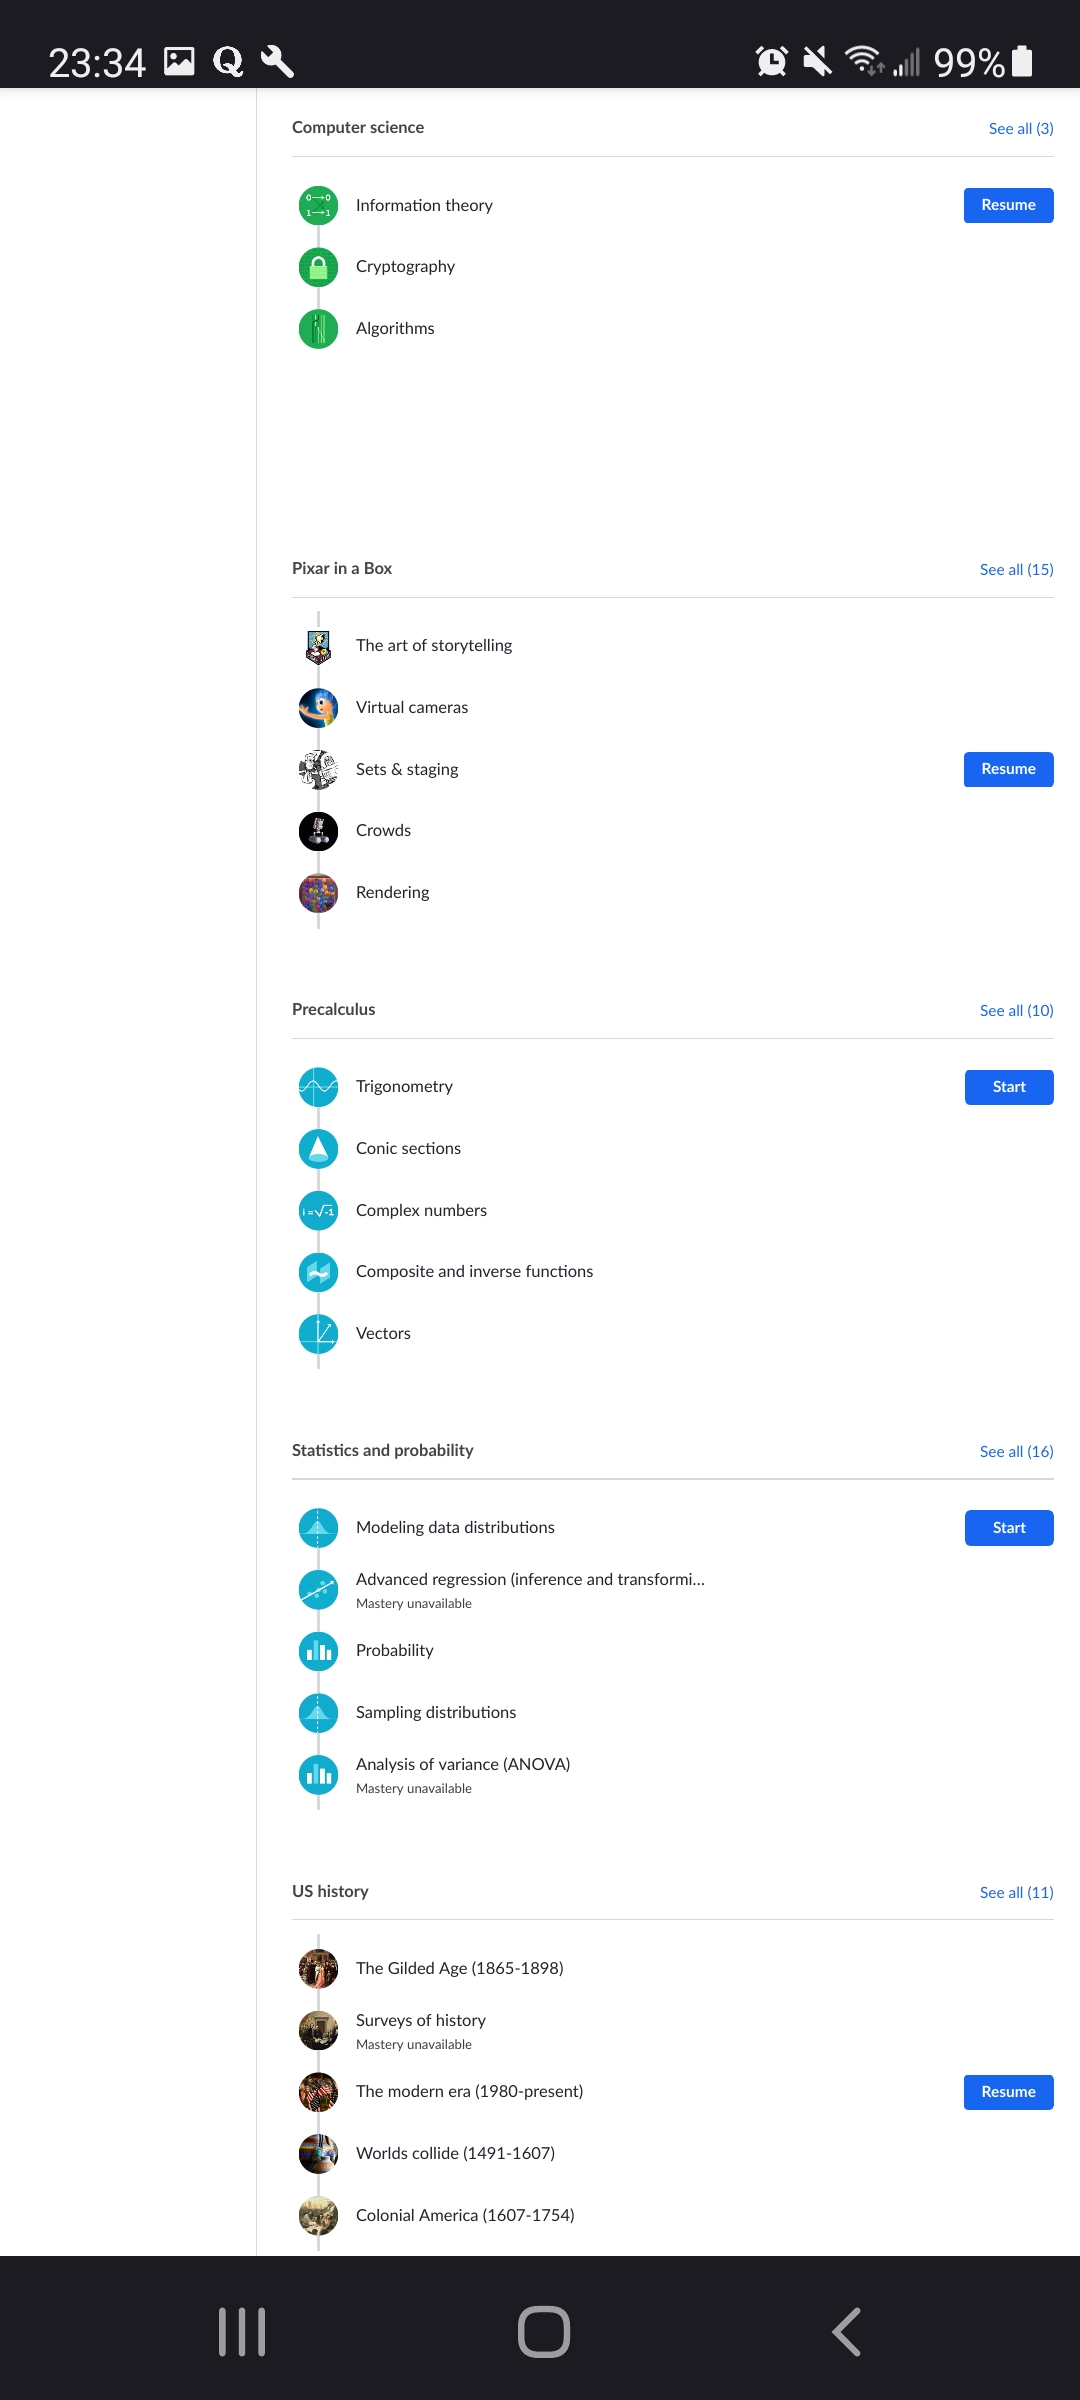 23:34
99%
Computer science
See all (3)
Information theory
Resume
Cryptography
Algorithms
Pixar in a Box
See all (15)
The art of storytelling
Virtual cameras
Sets & staging
Resume
Crowds
Rendering
Precalculus
See all (10)
Trigonometry
Start
Conic sections
i=√-1
Complex numbers
Composite and inverse functions
Vectors
Statistics and probability
See all (16)
Modeling data distributions
Start
Advanced regression (inference and transformi...
Mastery unavailable
Probability
Sampling distributions
Analysis of variance (ANOVA)
Mastery unavailable
US history
See all (11)
The Gilded Age (1865-1898)
Surveys of history
Mastery unavailable
The modern era (1980-present)
Resume
Worlds collide (1491-1607)
Colonial America (1607-1754)